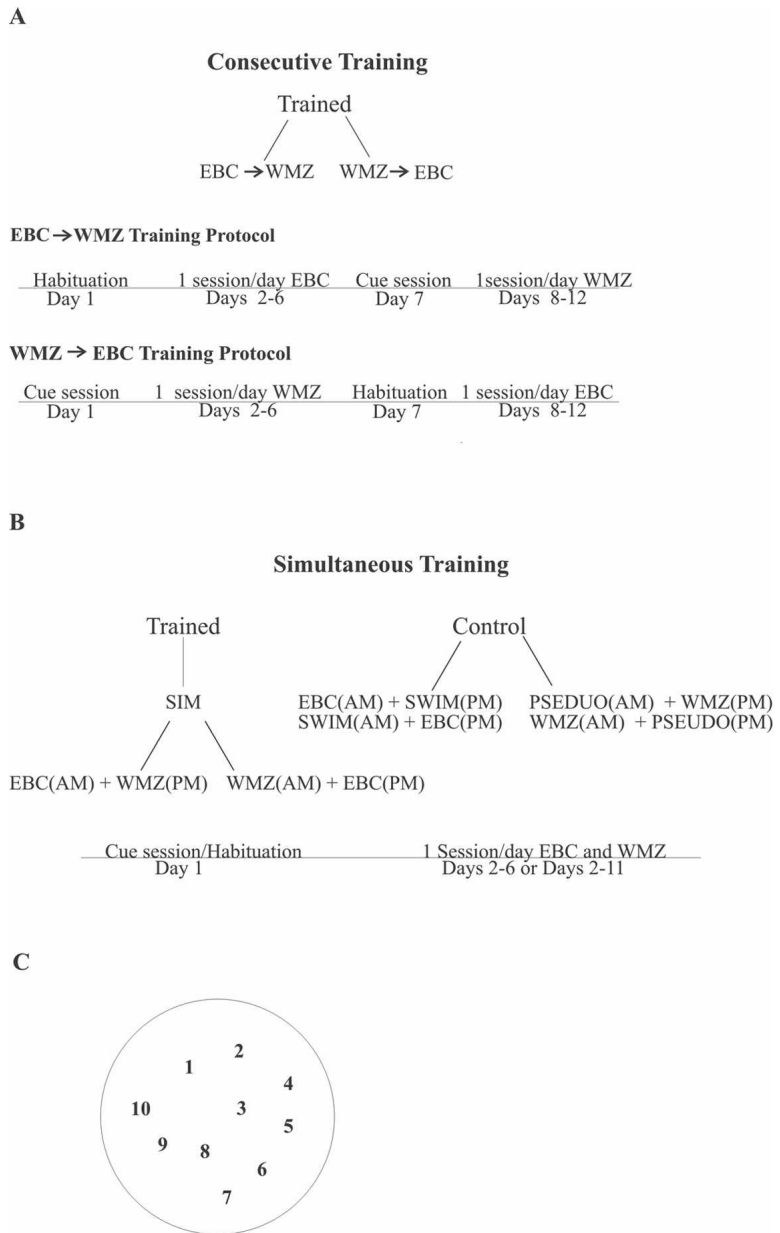 A
Consecutive Training
Trained
EBC → WMZ WMZ → EBC
EBC → WMZ Training Protocol
Habituation 1 session/day EBC Cue session 1session/day WMZ
Day 1 Days 2-6 Day 7 Days 8-12
WMZ → EBC Training Protocol
Cue session 1 session/day WMZ Habituation 1 session/day EBC
Day 1 Days 2-6 Day 7 Days 8-12
B
Simultaneous Training
Trained Control
SIM
EBC(AM) + SWIM(PM) PSEDUO(AM) + WMZ(PM)
SWIM(AM) + EBC(PM) WMZ(AM) + PSEUDO(PM)
EBC(AM) + WMZ(PM) WMZ(AM) + EBC(PM)
Cue session/Habituation 1 Session/day EBC and WMZ
Day 1 Days 2-6 or Days 2-11
C
2
1
4
10 3
5
9 8
6
7